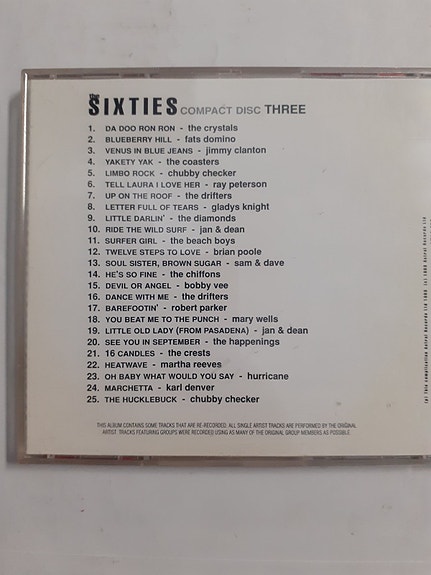 the
SIXTIES COMPACT DISC THREE
1. DA DOO RON RON - the crystals
2. BLUEBERRY HILL - fats domino
3. VENUS IN BLUE JEANS - jimmy clanton
4. YAKETY YAK - the coasters
5. LIMBO ROCK - chubby checker
6. TELL LAURA I LOVE HER - ray peterson
7. UP ON THE ROOF - the drifters
8. LETTER FULL OF TEARS - gladys knight
9. LITTLE DARLIN' - the diamonds
10. RIDE THE WILD SURF - jan & dean
11. SURFER GIRL - the beach boys
12. TWELVE STEPS TO LOVE - brian poole
13. SOUL SISTER, BROWN SUGAR - sam & dave
14. HE'S SO FINE - the chiffons
15. DEVIL OR ANGEL - bobby vee
16. DANCE WITH ME - the drifters
17. BAREFOOTIN' - robert parker
18. YOU BEAT ME TO THE PUNCH - mary wells
19. LITTLE OLD LADY (FROM PASADENA) - jan & dean
20. SEE YOU IN SEPTEMBER - the happenings
21. 16 CANDLES - the crests
22. HEATWAVE - martha reeves
23. OH BABY WHAT WOULD YOU SAY - hurricane
24. MARCHETTA - karl denver
25. THE HUCKLEBUCK - chubby checker
THIS ALBUM CONTAINS SOME TRACKS THAT ARE RE-RECORDED. ALL SINGLE ARTIST TRACKS ARE PERFORMED BY THE ORIGINAL
ARTIST. TRACKS FEATURING GROUPS WERE RECORDED USING AS MANY OF THE ORIGINAL GROUP MEMBERS AS POSSIBLE.